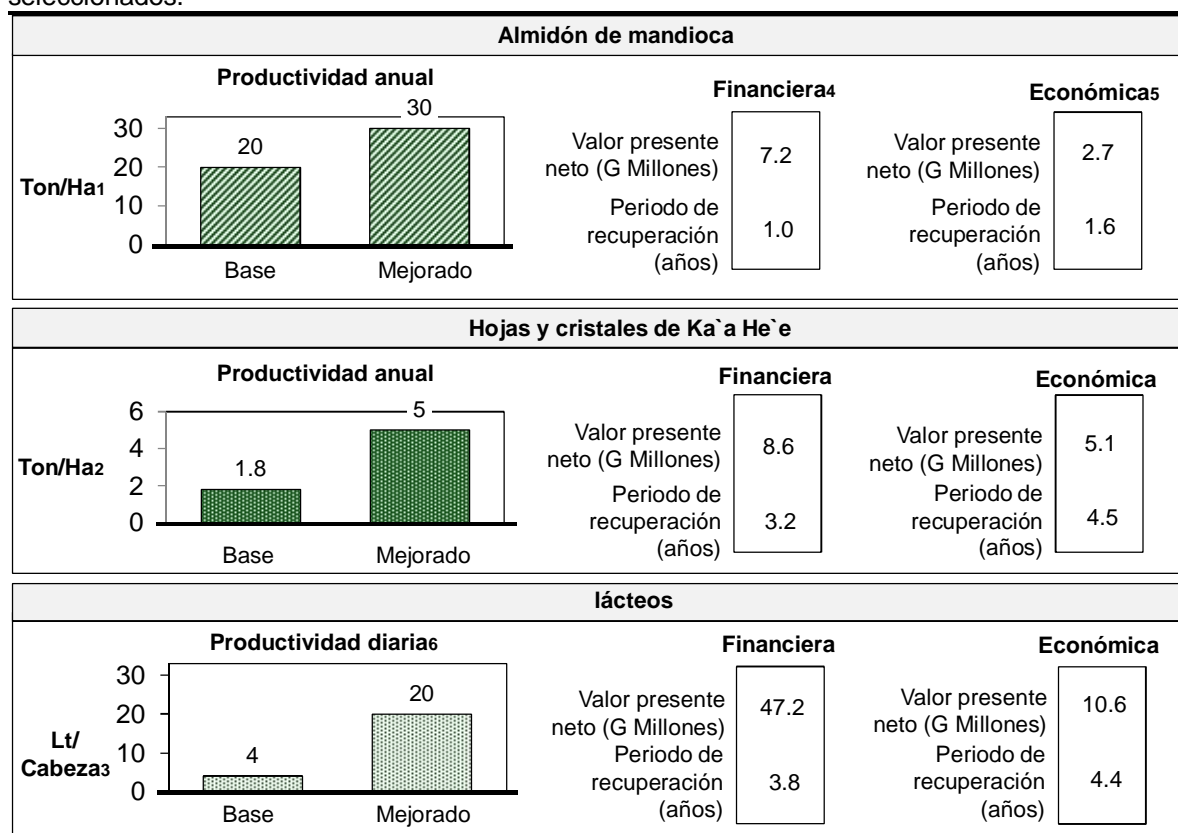 seleccionados.
Almidón de mandioca
Productividad anual
Ton/Ha1
30
20
10
0
20
30
Base
Mejorado
Financiera4
Valor presente
neto (G Millones)
7.2
Periodo de
recuperación
(años)
1.0
Económica5
Valor presente
neto (G Millones)
2.7
Periodo de
recuperación
(años)
1.6
Hojas y cristales de Ka`a He`e
Productividad anual
Ton/Ha2
6
4
2
0
1.8
5
Base
Mejorado
Financiera
Valor presente
neto (G Millones)
8.6
Periodo de
recuperación
(años)
3.2
Económica
Valor presente
neto (G Millones)
5.1
Periodo de
recuperación
(años)
4.5
lácteos
Productividad diaria6
Lt/
Cabeza3
30
20
10
0
4
20
Base
Mejorado
Financiera
Valor presente
neto (G Millones)
47.2
Periodo de
recuperación
(años)
3.8
Económica
Valor presente
neto (G Millones)
10.6
Periodo de
recuperación
(años)
4.4